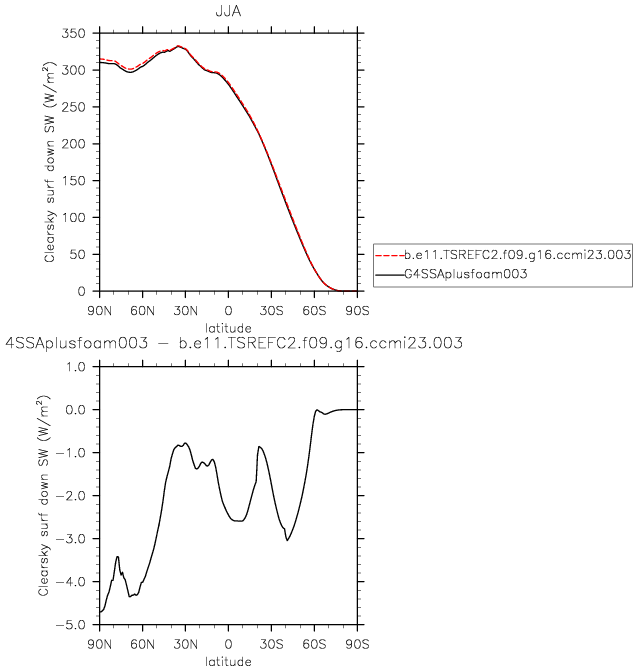 JJA
Clearsky surf down SW (W/m²)
350
300
250
200
150
100
50
0
90N 60N 30N 0 30S 60S 90S
latitude
b.e11.TSREFC2.f09.g16.ccmi23.003
G4SSAplusfoam003
4SSAplusfoam003 – b.e11.TSREFC2.f09.g16.ccmi23.003
Clearsky surf down SW (W/m²)
1.0
0.0
−1.0
−2.0
−3.0
−4.0
−5.0
90N 60N 30N 0 30S 60S 90S
latitude